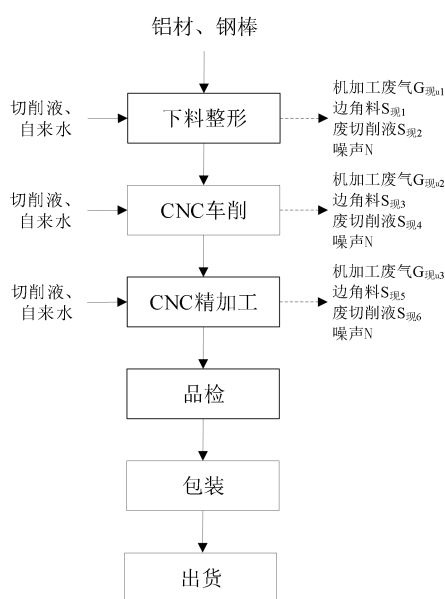 铝材、钢棒
切削液、
自来水
下料整形
机加工废气G现u1
边角料S现1
废切削液S现2
噪声N
切削液、
自来水
CNC车削
机加工废气G现u2
边角料S现3
废切削液S现4
噪声N
切削液、
自来水
CNC精加工
机加工废气G现u3
边角料S现5
废切削液S现6
噪声N
品检
包装
出货